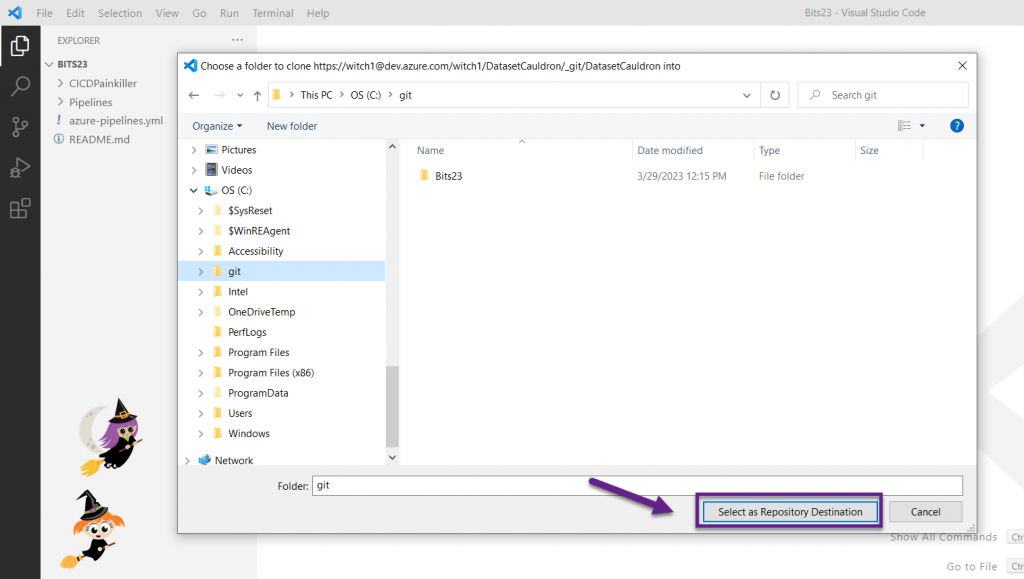 File Edit Selection View Go Run Terminal Help
Bits23 - Visual Studio Code
EXPLORER
BITS23
CICDPainkiller
Pipelines
! azure-pipelines.yml
README.md
Choose a folder to clone https://witch1@dev.azure.com/witch1/DatasetCauldron/_git/DatasetCauldron into
This PC > OS (C:) > git
Search git
Organize
New folder
Pictures
Videos
OS (C:)
$SysReset
$WinREAgent
Accessibility
git
Intel
OneDriveTemp
PerfLogs
Program Files
Program Files (x86)
ProgramData
Users
Windows
Network
Name Date modified Type Size
Bits23 3/29/2023 12:15 PM File folder
Folder: git
Select as Repository Destination
Cancel
Show All Commands Ctr
Go to File Ctr